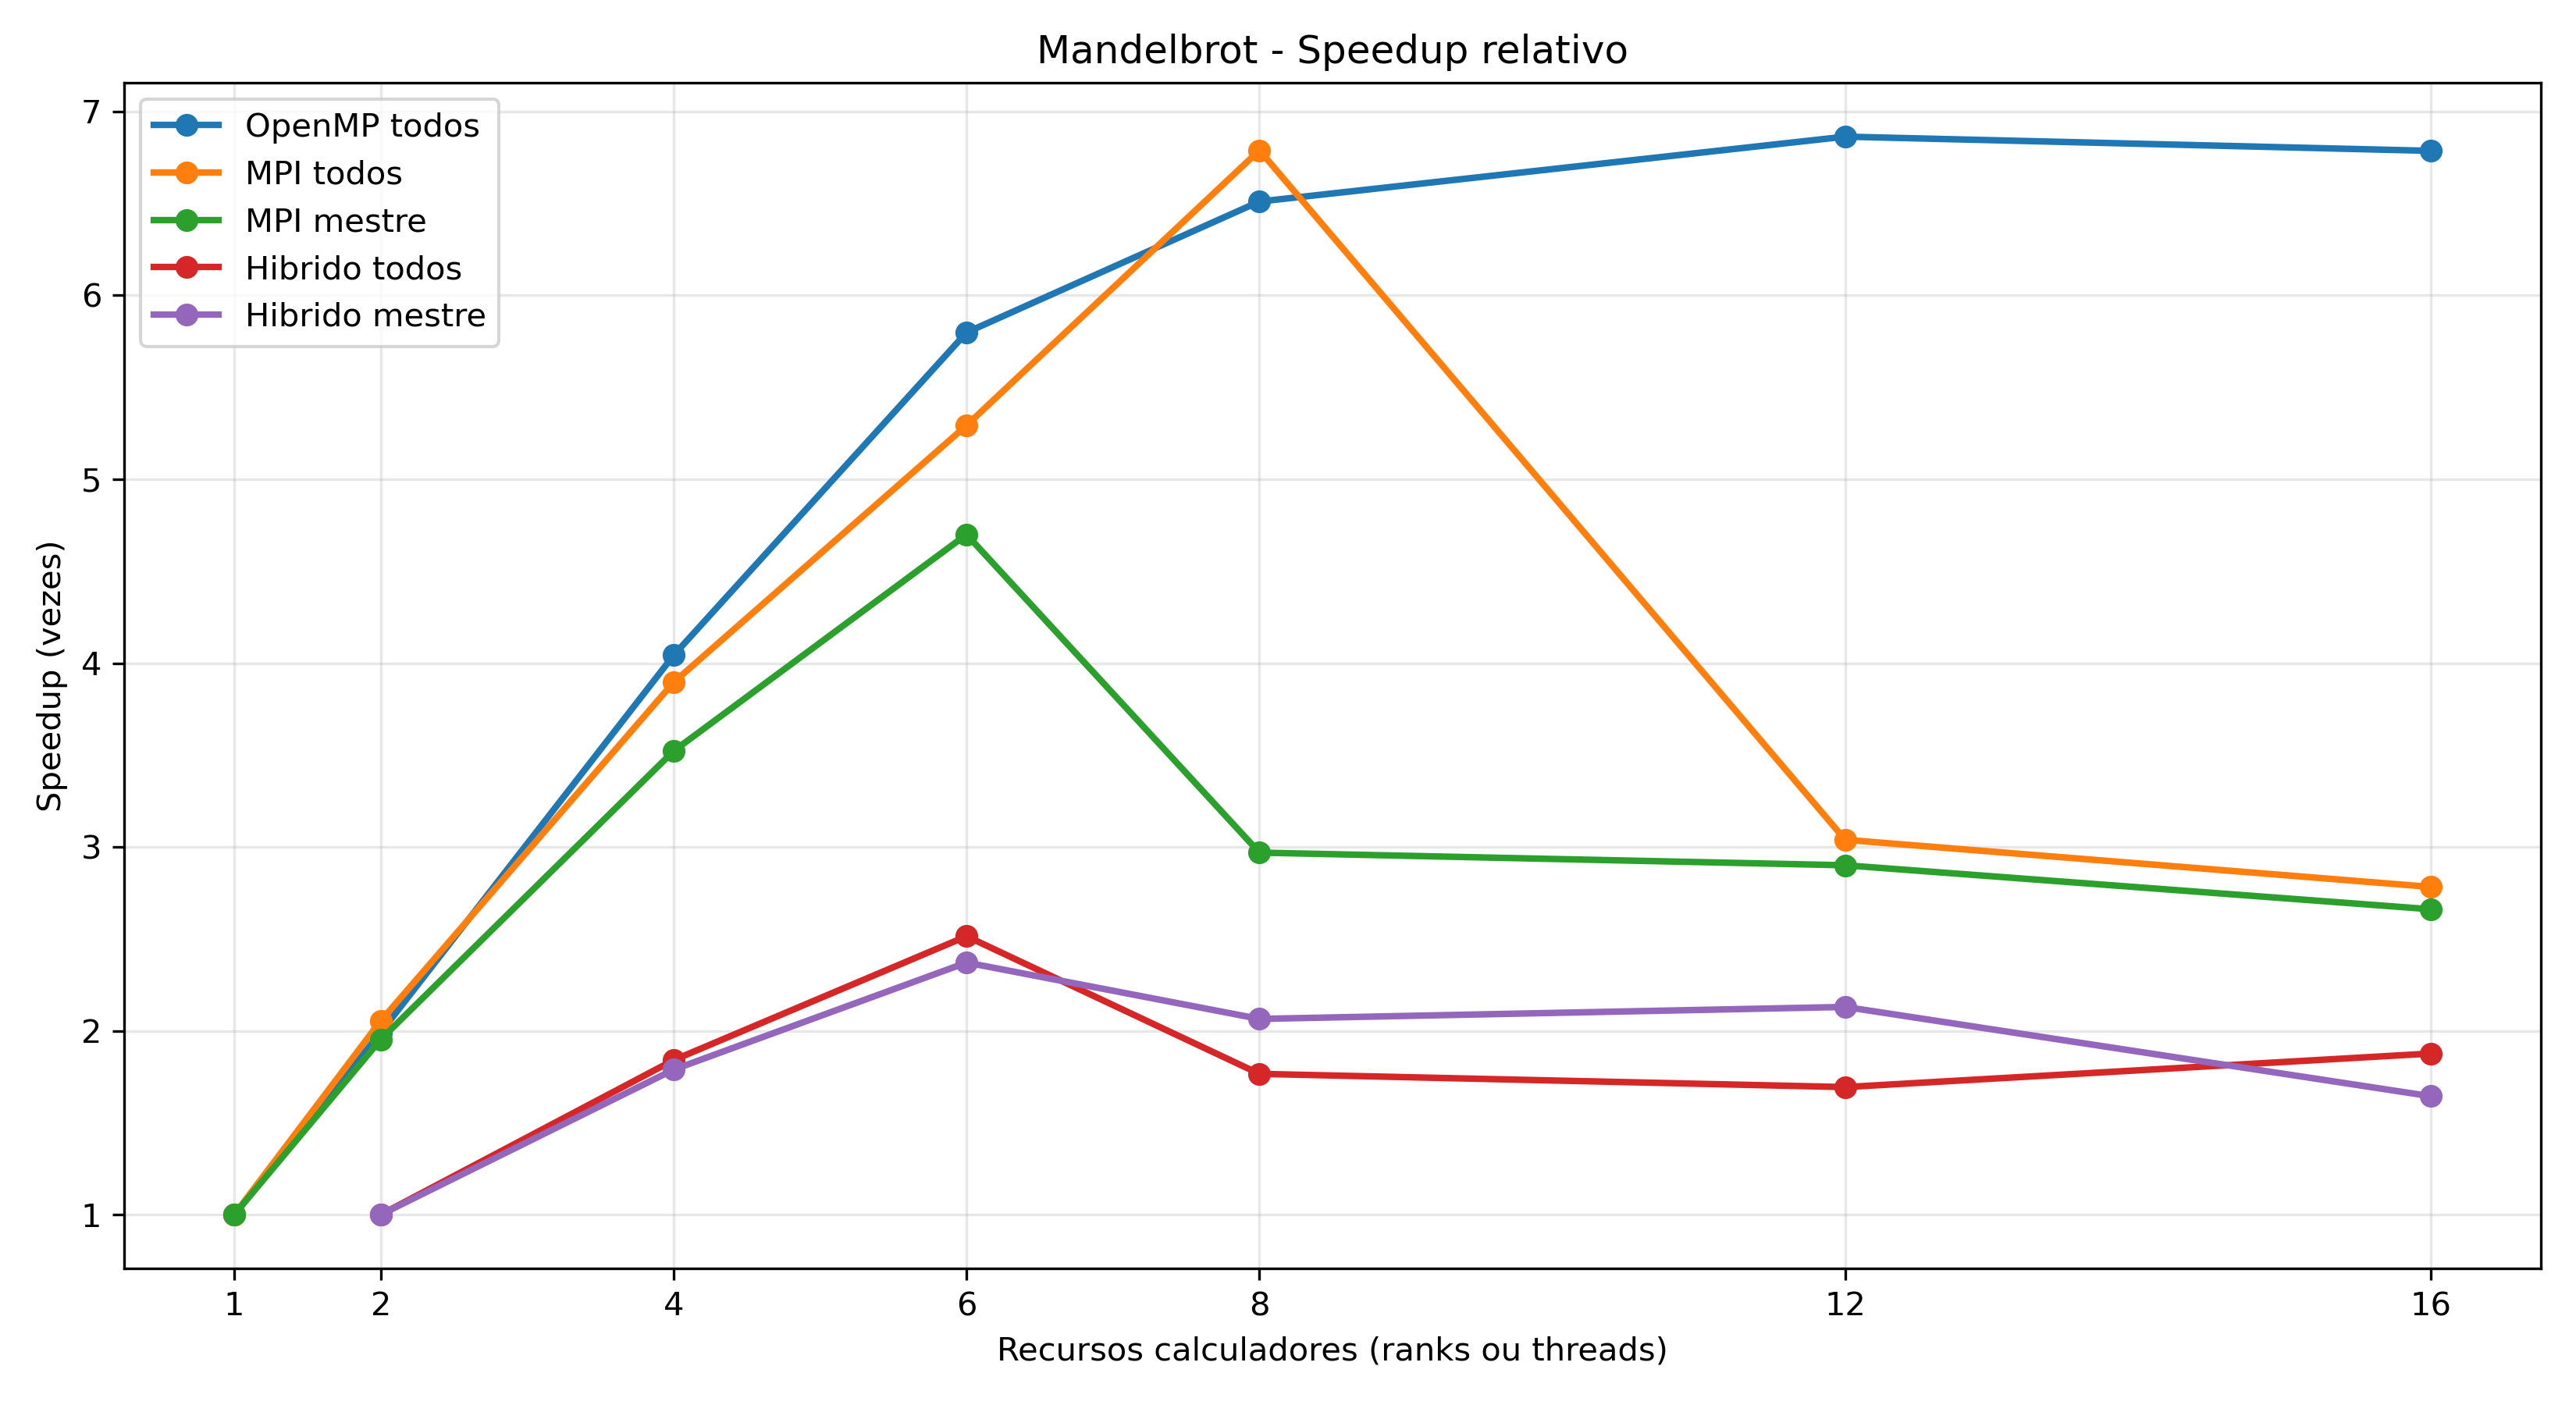 Mandelbrot - Speedup relativo
OpenMP todos
MPI todos
MPI mestre
Hibrido todos
Hibrido mestre
Speedup (vezes)
7
6
5
4
3
2
1
1 2 4 6 8 12 16
Recursos calculadores (ranks ou threads)